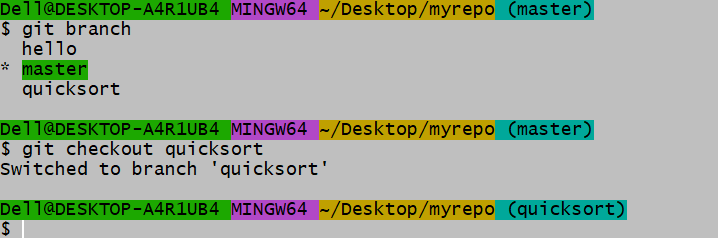 Dell@DESKTOP-A4R1UB4 MINGW64 ~/Desktop/myrepo (master)
$ git branch
  hello
* master
  quicksort
Dell@DESKTOP-A4R1UB4 MINGW64 ~/Desktop/myrepo (master)
$ git checkout quicksort
Switched to branch 'quicksort'
Dell@DESKTOP-A4R1UB4 MINGW64 ~/Desktop/myrepo (quicksort)
$